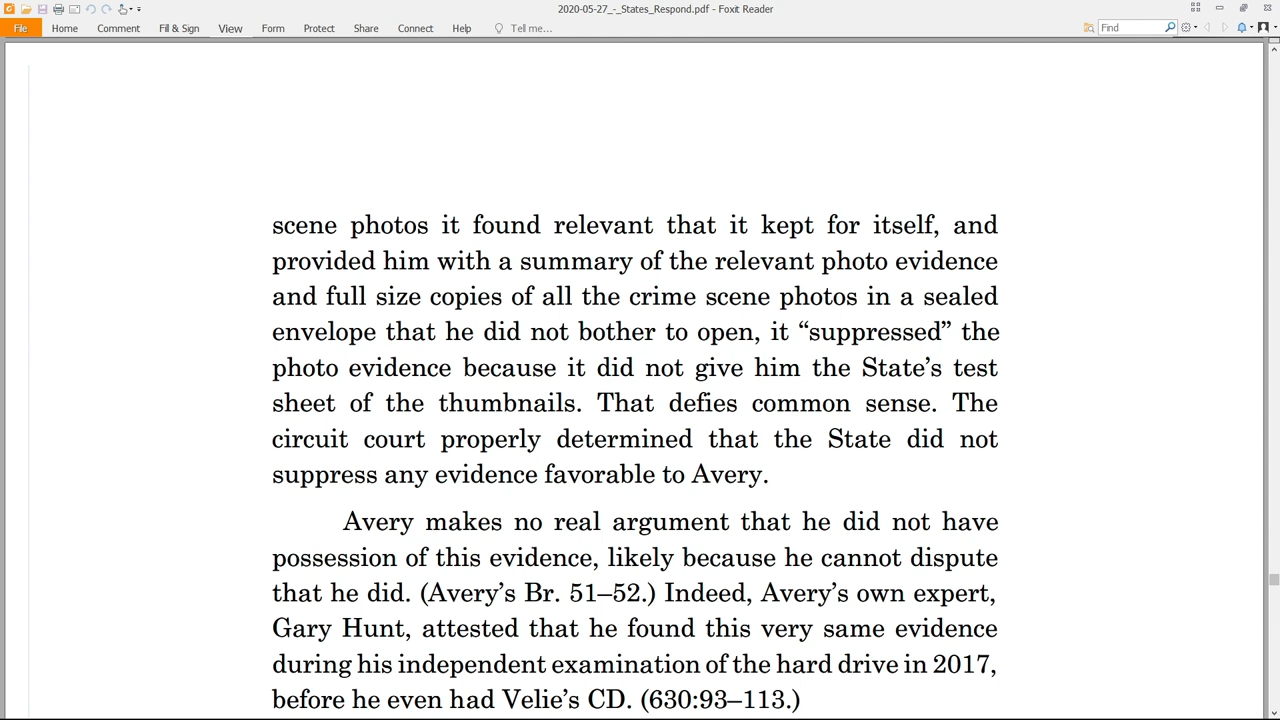 2020-05-27_-_States_Respond.pdf - Foxit Reader
File Home Comment Fill & Sign View Form Protect Share Connect Help Tell me... Find
scene photos it found relevant that it kept for itself, and
provided him with a summary of the relevant photo evidence
and full size copies of all the crime scene photos in a sealed
envelope that he did not bother to open, it “suppressed” the
photo evidence because it did not give him the State’s test
sheet of the thumbnails. That defies common sense. The
circuit court properly determined that the State did not
suppress any evidence favorable to Avery.
Avery makes no real argument that he did not have
possession of this evidence, likely because he cannot dispute
that he did. (Avery’s Br. 51–52.) Indeed, Avery’s own expert,
Gary Hunt, attested that he found this very same evidence
during his independent examination of the hard drive in 2017,
before he even had Velie’s CD. (630:93–113.)